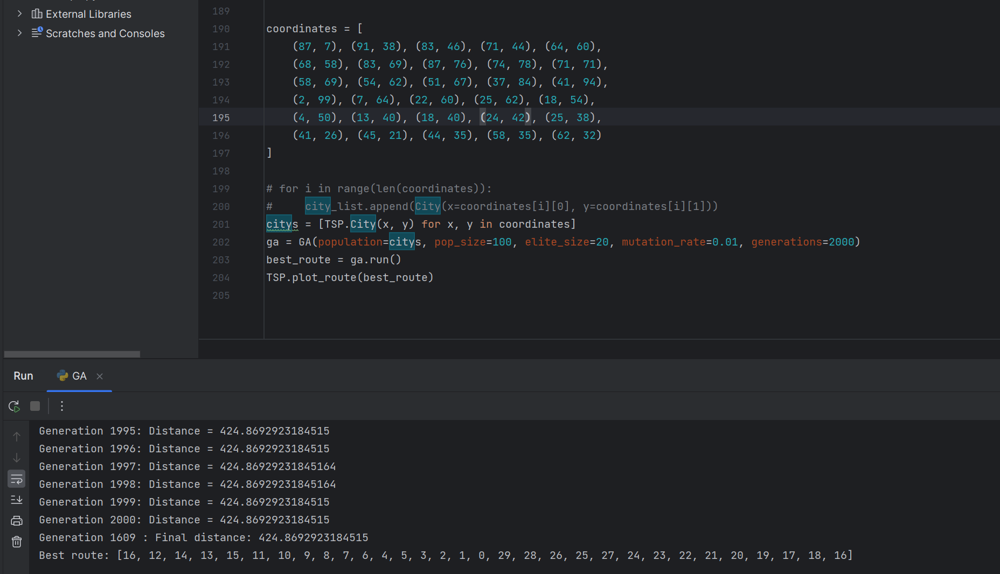 External Libraries
Scratches and Consoles
189
190 coordinates = [
191 (87, 7), (91, 38), (83, 46), (71, 44), (64, 60),
192 (68, 58), (83, 69), (87, 76), (74, 78), (71, 71),
193 (58, 69), (54, 62), (51, 67), (37, 84), (41, 94),
194 (2, 99), (7, 64), (22, 60), (25, 62), (18, 54),
195 (4, 50), (13, 40), (18, 40), (24, 42), (25, 38),
196 (41, 26), (45, 21), (44, 35), (58, 35), (62, 32)
197 ]
198
199 # for i in range(len(coordinates)):
200 #     city_list.append(City(x=coordinates[i][0], y=coordinates[i][1]))
201 citys = [TSP.City(x, y) for x, y in coordinates]
202 ga = GA(population=citys, pop_size=100, elite_size=20, mutation_rate=0.01, generations=2000)
203 best_route = ga.run()
204 TSP.plot_route(best_route)
205
Run GA
Generation 1995: Distance = 424.8692923184515
Generation 1996: Distance = 424.8692923184515
Generation 1997: Distance = 424.86929231845164
Generation 1998: Distance = 424.86929231845164
Generation 1999: Distance = 424.8692923184515
Generation 2000: Distance = 424.8692923184515
Generation 1609 : Final distance: 424.8692923184515
Best route: [16, 12, 14, 13, 15, 11, 10, 9, 8, 7, 6, 4, 5, 3, 2, 1, 0, 29, 28, 26, 25, 27, 24, 23, 22, 21, 20, 19, 17, 18, 16]